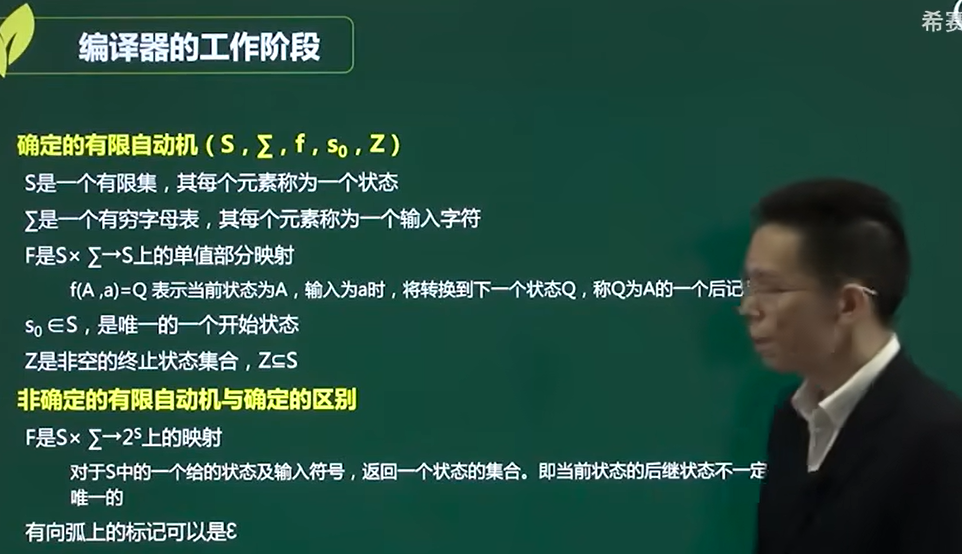 希赛
编译器的工作阶段
确定的有限自动机（S，∑，f，s₀，Z）
S是一个有限集，其每个元素称为一个状态
∑是一个有穷字母表，其每个元素称为一个输入字符
F是S× ∑→S上的单值部分映射
f(A ,a)=Q 表示当前状态为A，输入为a时，将转换到下一个状态Q，称Q为A的一个后记
s₀ ∈S，是唯一的一个开始状态
Z是非空的终止状态集合，Z⊆S
非确定的有限自动机与确定的区别
F是S× ∑→2ˢ上的映射
对于S中的一个给的状态及输入符号，返回一个状态的集合。即当前状态的后继状态不一定
唯一的
有向弧上的标记可以是ε